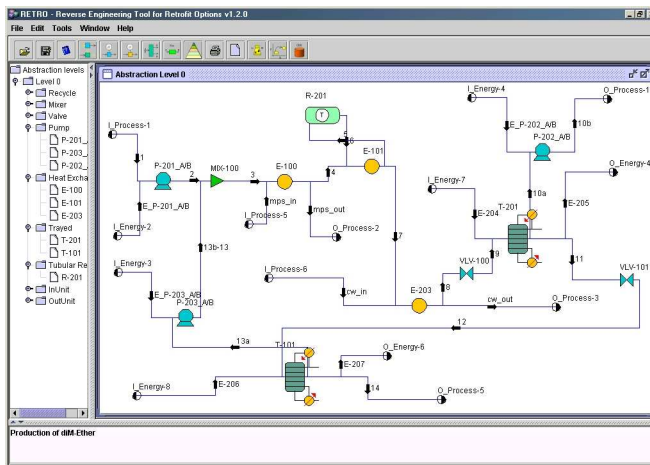 RETRO - Reverse Engineering Tool for Retrofit Options v1.2.0
File Edit Tools Window Help
Abstraction levels
Level 0
Recycle
Mixer
Valve
Pump
P-201_
P-203_
P-202_
Heat Excha
E-100
E-101
E-203
Trayed
T-201
T-101
Tubular Re
R-201
InUnit
OutUnit
Abstraction Level 0
I_Process-1
1
P-201_A/B
2
MIX-100
3
E-100
R-201
T
5
6
E-101
4
I_Energy-4
O_Process-1
E_P-202_A/B
P-202_A/B
10b
O_Energy-4
I_Energy-7
10a
T-201
E-204
E-205
E_P-201_A/B
I_Energy-2
mps_in
I_Process-5
mps_out
O_Process-2
7
13b-13
I_Energy-3
I_Process-6
cw_in
VLV-100
9
11
VLV-101
E_P-203_A/B
P-203_A/B
E-203
8
cw_out
O_Process-3
12
13a
T-101
O_Energy-6
E-207
I_Energy-8
E-206
14
O_Process-5
Production of diM-Ether